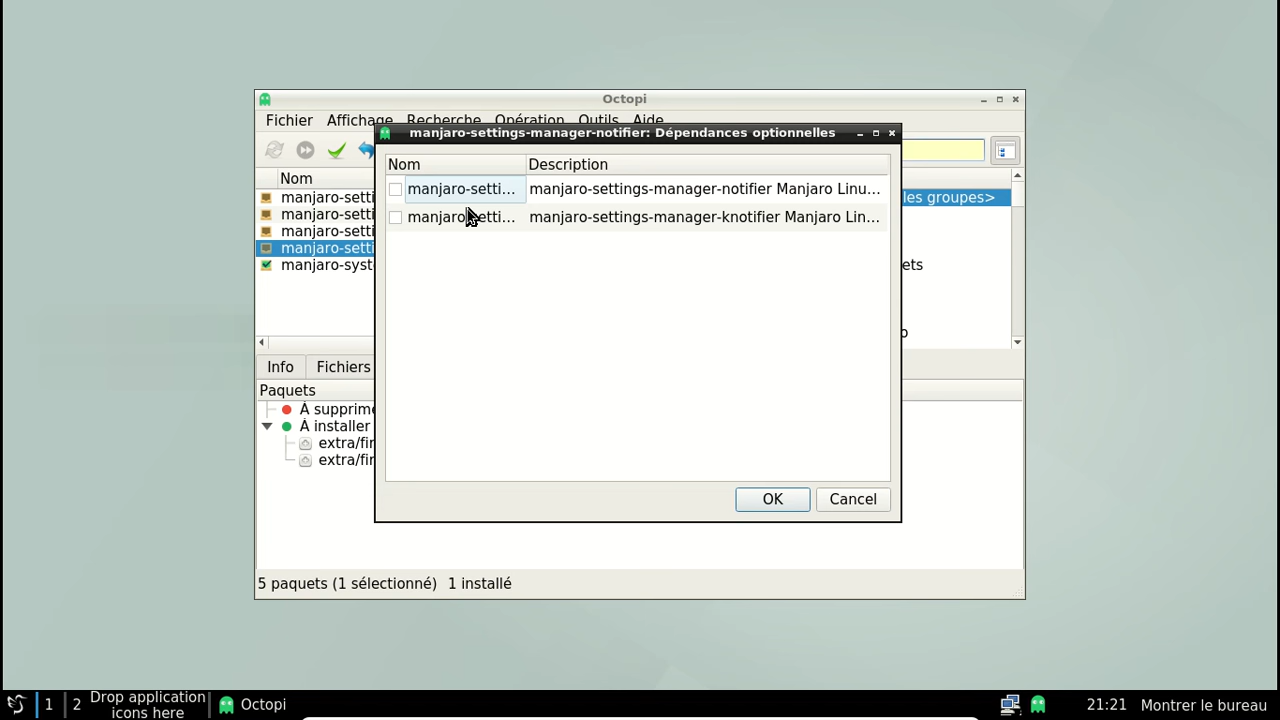 Octopi
Fichier Affichage Recherche Opération Outils Aide
manjaro-settings-manager-notifier: Dépendances optionnelles
Nom Description
manjaro-setti... manjaro-settings-manager-notifier Manjaro Linu...
manjaro-setti... manjaro-settings-manager-knotifier Manjaro Lin...
OK Cancel
Nom
manjaro-setti
manjaro-setti
manjaro-setti
manjaro-setti
manjaro-syst
les groupes>
ets
Info Fichiers
Paquets
À supprime
À installer
extra/fir
extra/fir
5 paquets (1 sélectionné) 1 installé
1 2 Drop application
icons here
Octopi
21:21 Montrer le bureau